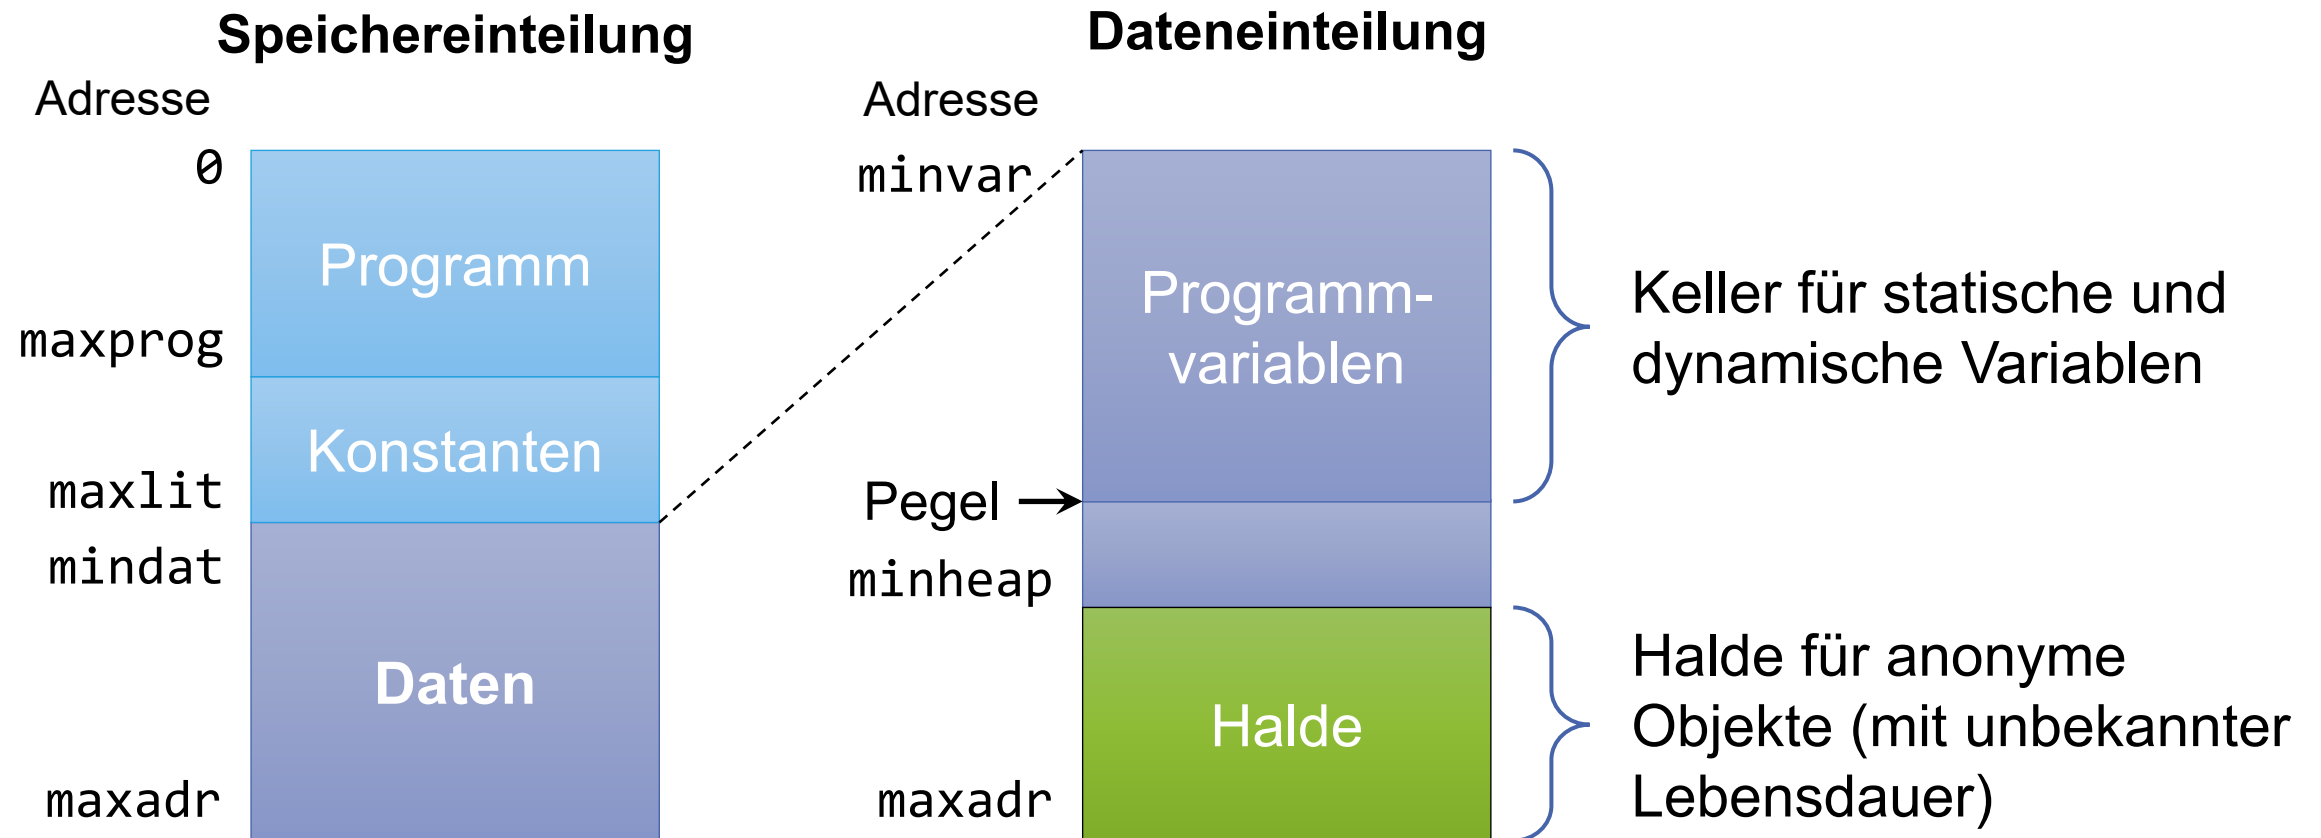 Speichereinteilung
Adresse
0
Programm
maxprog
Konstanten
maxlit
mindat
Daten
maxadr
Dateneinteilung
Adresse
minvar
Programm-
variablen
Pegel
minheap
Halde
maxadr
Keller für statische und
dynamische Variablen
Halde für anonyme
Objekte (mit unbekannter
Lebensdauer)